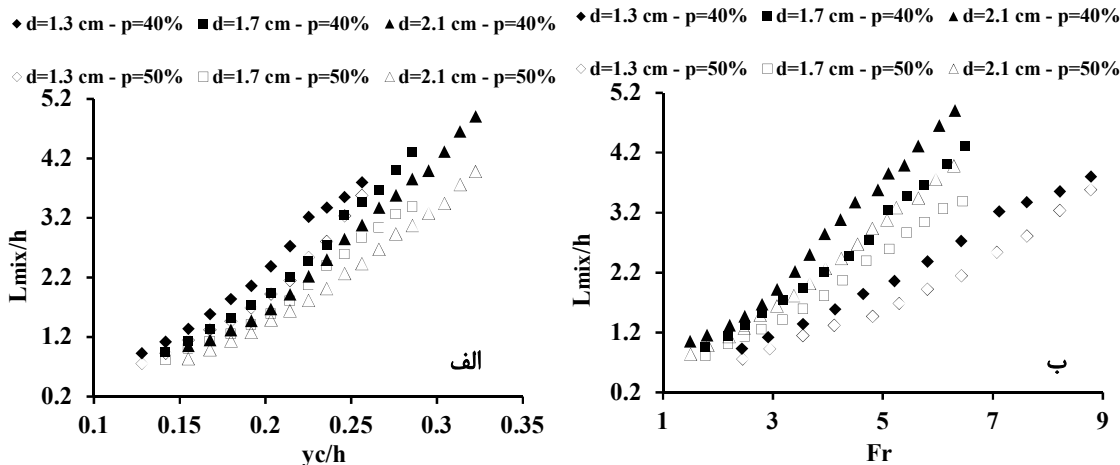 ◆ d=1.3 cm - p=40% ■ d=1.7 cm - p=40% ▲ d=2.1 cm - p=40%
◇ d=1.3 cm - p=50% □ d=1.7 cm - p=50% △ d=2.1 cm - p=50%
5.2
4.2
3.2
2.2
1.2
0.2
Lmix/h
0.1 0.15 0.2 0.25 0.3 0.35
yc/h
الف
◆ d=1.3 cm - p=40% ■ d=1.7 cm - p=40% ▲ d=2.1 cm - p=40%
◇ d=1.3 cm - p=50% □ d=1.7 cm - p=50% △ d=2.1 cm - p=50%
5.2
4.2
3.2
2.2
1.2
0.2
Lmix/h
1 3 5 7 9
Fr
ب